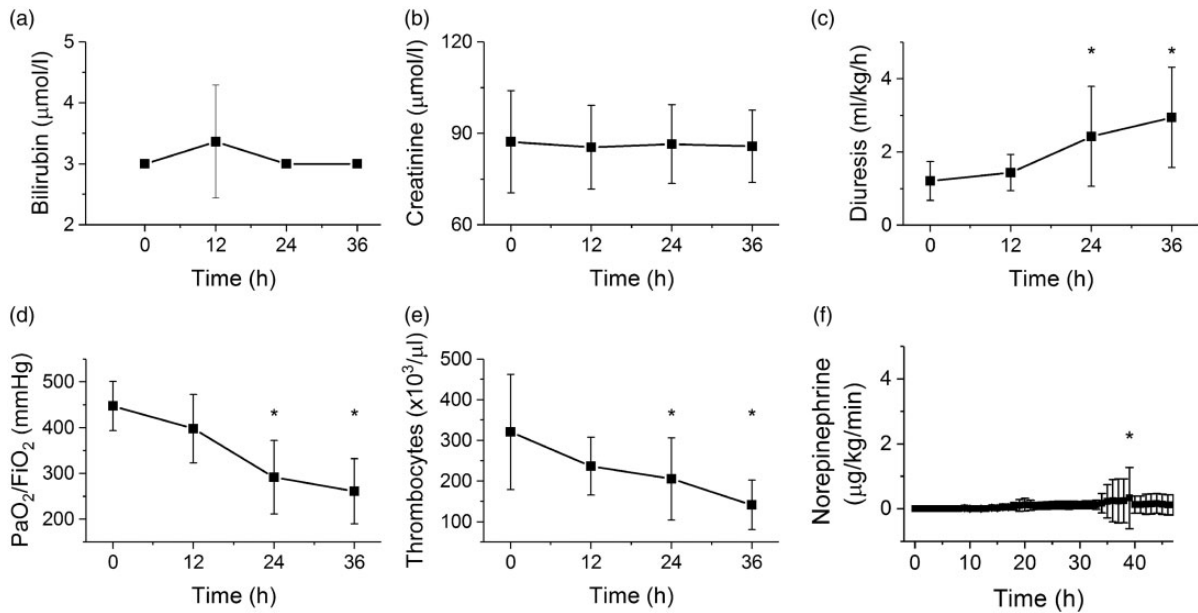 (a)
Bilirubin (μmol/l)
5
4
3
2
0 12 24 36
Time (h)
(b)
Creatinine (μmol/l)
120
90
60
0 12 24 36
Time (h)
(c)
Diuresis (ml/kg/h)
4
2
0
* *
0 12 24 36
Time (h)
(d)
PaO₂/FiO₂ (mmHg)
500
400
300
200
* *
0 12 24 36
Time (h)
(e)
Thrombocytes (x10³/μl)
500
400
300
200
100
* *
0 12 24 36
Time (h)
(f)
Norepinephrine
(μg/kg/min)
4
2
0
*
0 10 20 30 40
Time (h)